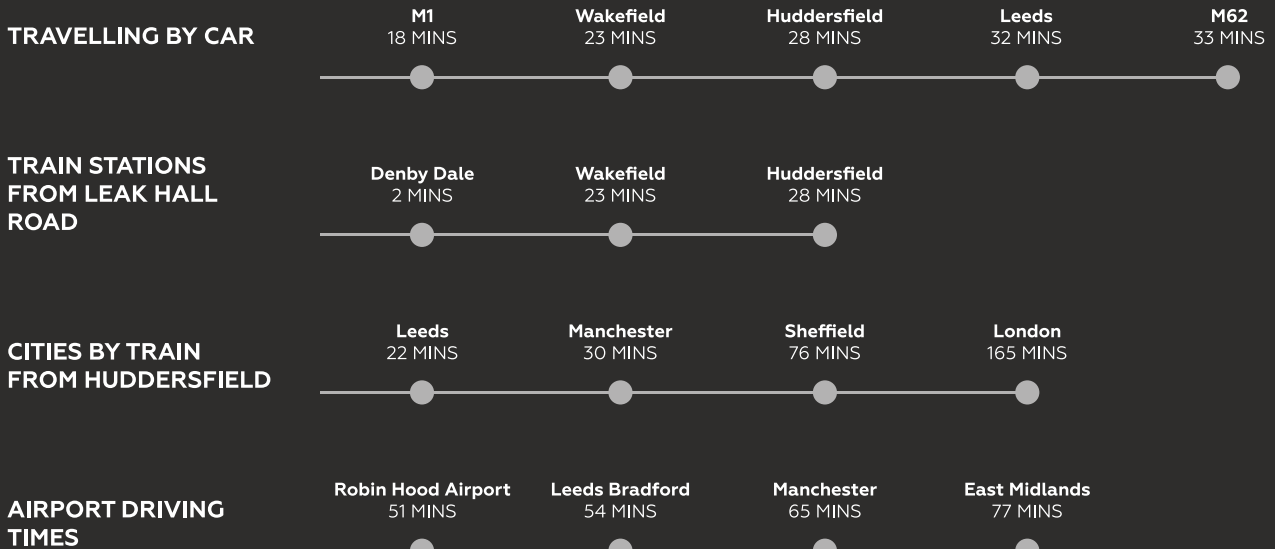 TRAVELLING BY CAR
M1
18 MINS
Wakefield
23 MINS
Huddersfield
28 MINS
Leeds
32 MINS
M62
33 MINS
TRAIN STATIONS
FROM LEAK HALL
ROAD
Denby Dale
2 MINS
Wakefield
23 MINS
Huddersfield
28 MINS
CITIES BY TRAIN
FROM HUDDERSFIELD
Leeds
22 MINS
Manchester
30 MINS
Sheffield
76 MINS
London
165 MINS
AIRPORT DRIVING
TIMES
Robin Hood Airport
51 MINS
Leeds Bradford
54 MINS
Manchester
65 MINS
East Midlands
77 MINS